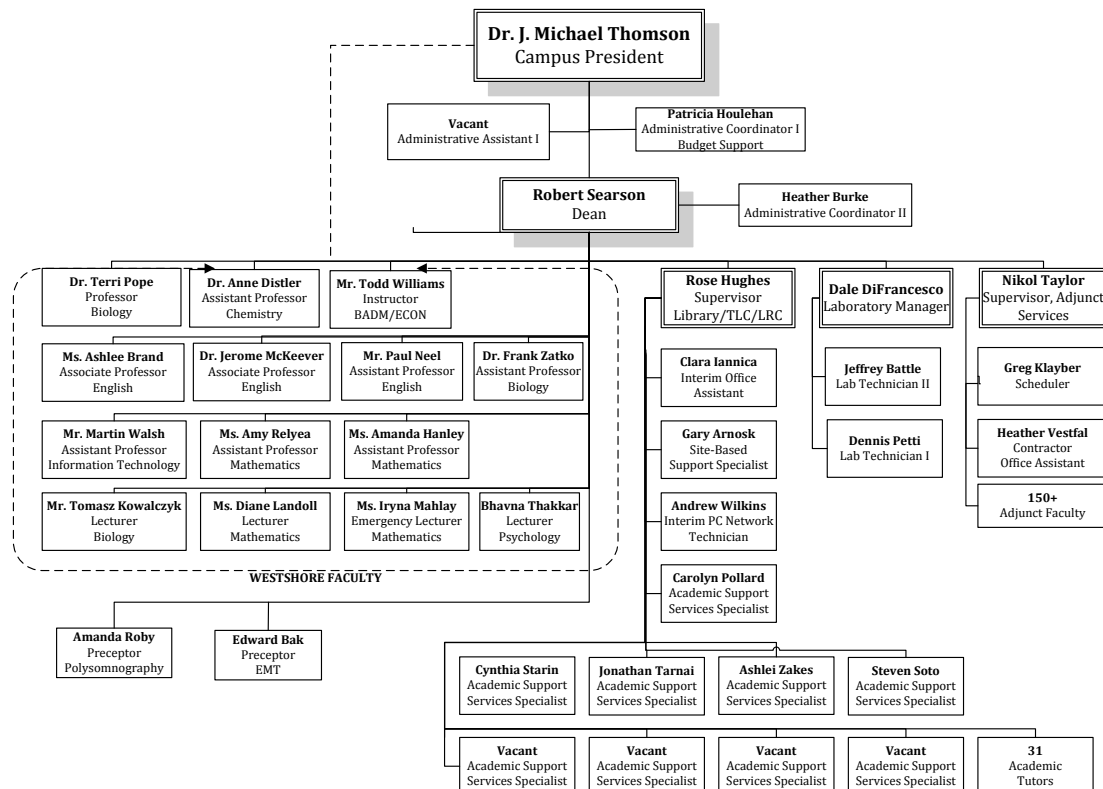 Dr. J. Michael Thomson
Campus President
Vacant
Administrative Assistant I
Patricia Houlehan
Administrative Coordinator I
Budget Support
Robert Searson
Dean
Heather Burke
Administrative Coordinator II
Dr. Terri Pope
Professor
Biology
Dr. Anne Distler
Assistant Professor
Chemistry
Mr. Todd Williams
Instructor
BADM/ECON
Rose Hughes
Supervisor
Library/TLC/LRC
Dale DiFrancesco
Laboratory Manager
Nikol Taylor
Supervisor, Adjunct
Services
Ms. Ashlee Brand
Associate Professor
English
Dr. Jerome McKeever
Associate Professor
English
Mr. Paul Neel
Assistant Professor
English
Dr. Frank Zatko
Assistant Professor
Biology
Clara Iannica
Interim Office
Assistant
Jeffrey Battle
Lab Technician II
Greg Klayber
Scheduler
Mr. Martin Walsh
Assistant Professor
Information Technology
Ms. Amy Relyea
Assistant Professor
Mathematics
Ms. Amanda Hanley
Assistant Professor
Mathematics
Gary Arnosk
Site-Based
Support Specialist
Dennis Petti
Lab Technician I
Heather Vestfal
Contractor
Office Assistant
Mr. Tomasz Kowalczyk
Lecturer
Biology
Ms. Diane Landoll
Lecturer
Mathematics
Ms. Iryna Mahlay
Emergency Lecturer
Mathematics
Bhavna Thakkar
Lecturer
Psychology
Andrew Wilkins
Interim PC Network
Technician
150+
Adjunct Faculty
WESTSHORE FACULTY
Carolyn Pollard
Academic Support
Services Specialist
Amanda Roby
Preceptor
Polysomnography
Edward Bak
Preceptor
EMT
Cynthia Starin
Academic Support
Services Specialist
Jonathan Tarnai
Academic Support
Services Specialist
Ashlei Zakes
Academic Support
Services Specialist
Steven Soto
Academic Support
Services Specialist
Vacant
Academic Support
Services Specialist
Vacant
Academic Support
Services Specialist
Vacant
Academic Support
Services Specialist
Vacant
Academic Support
Services Specialist
31
Academic
Tutors